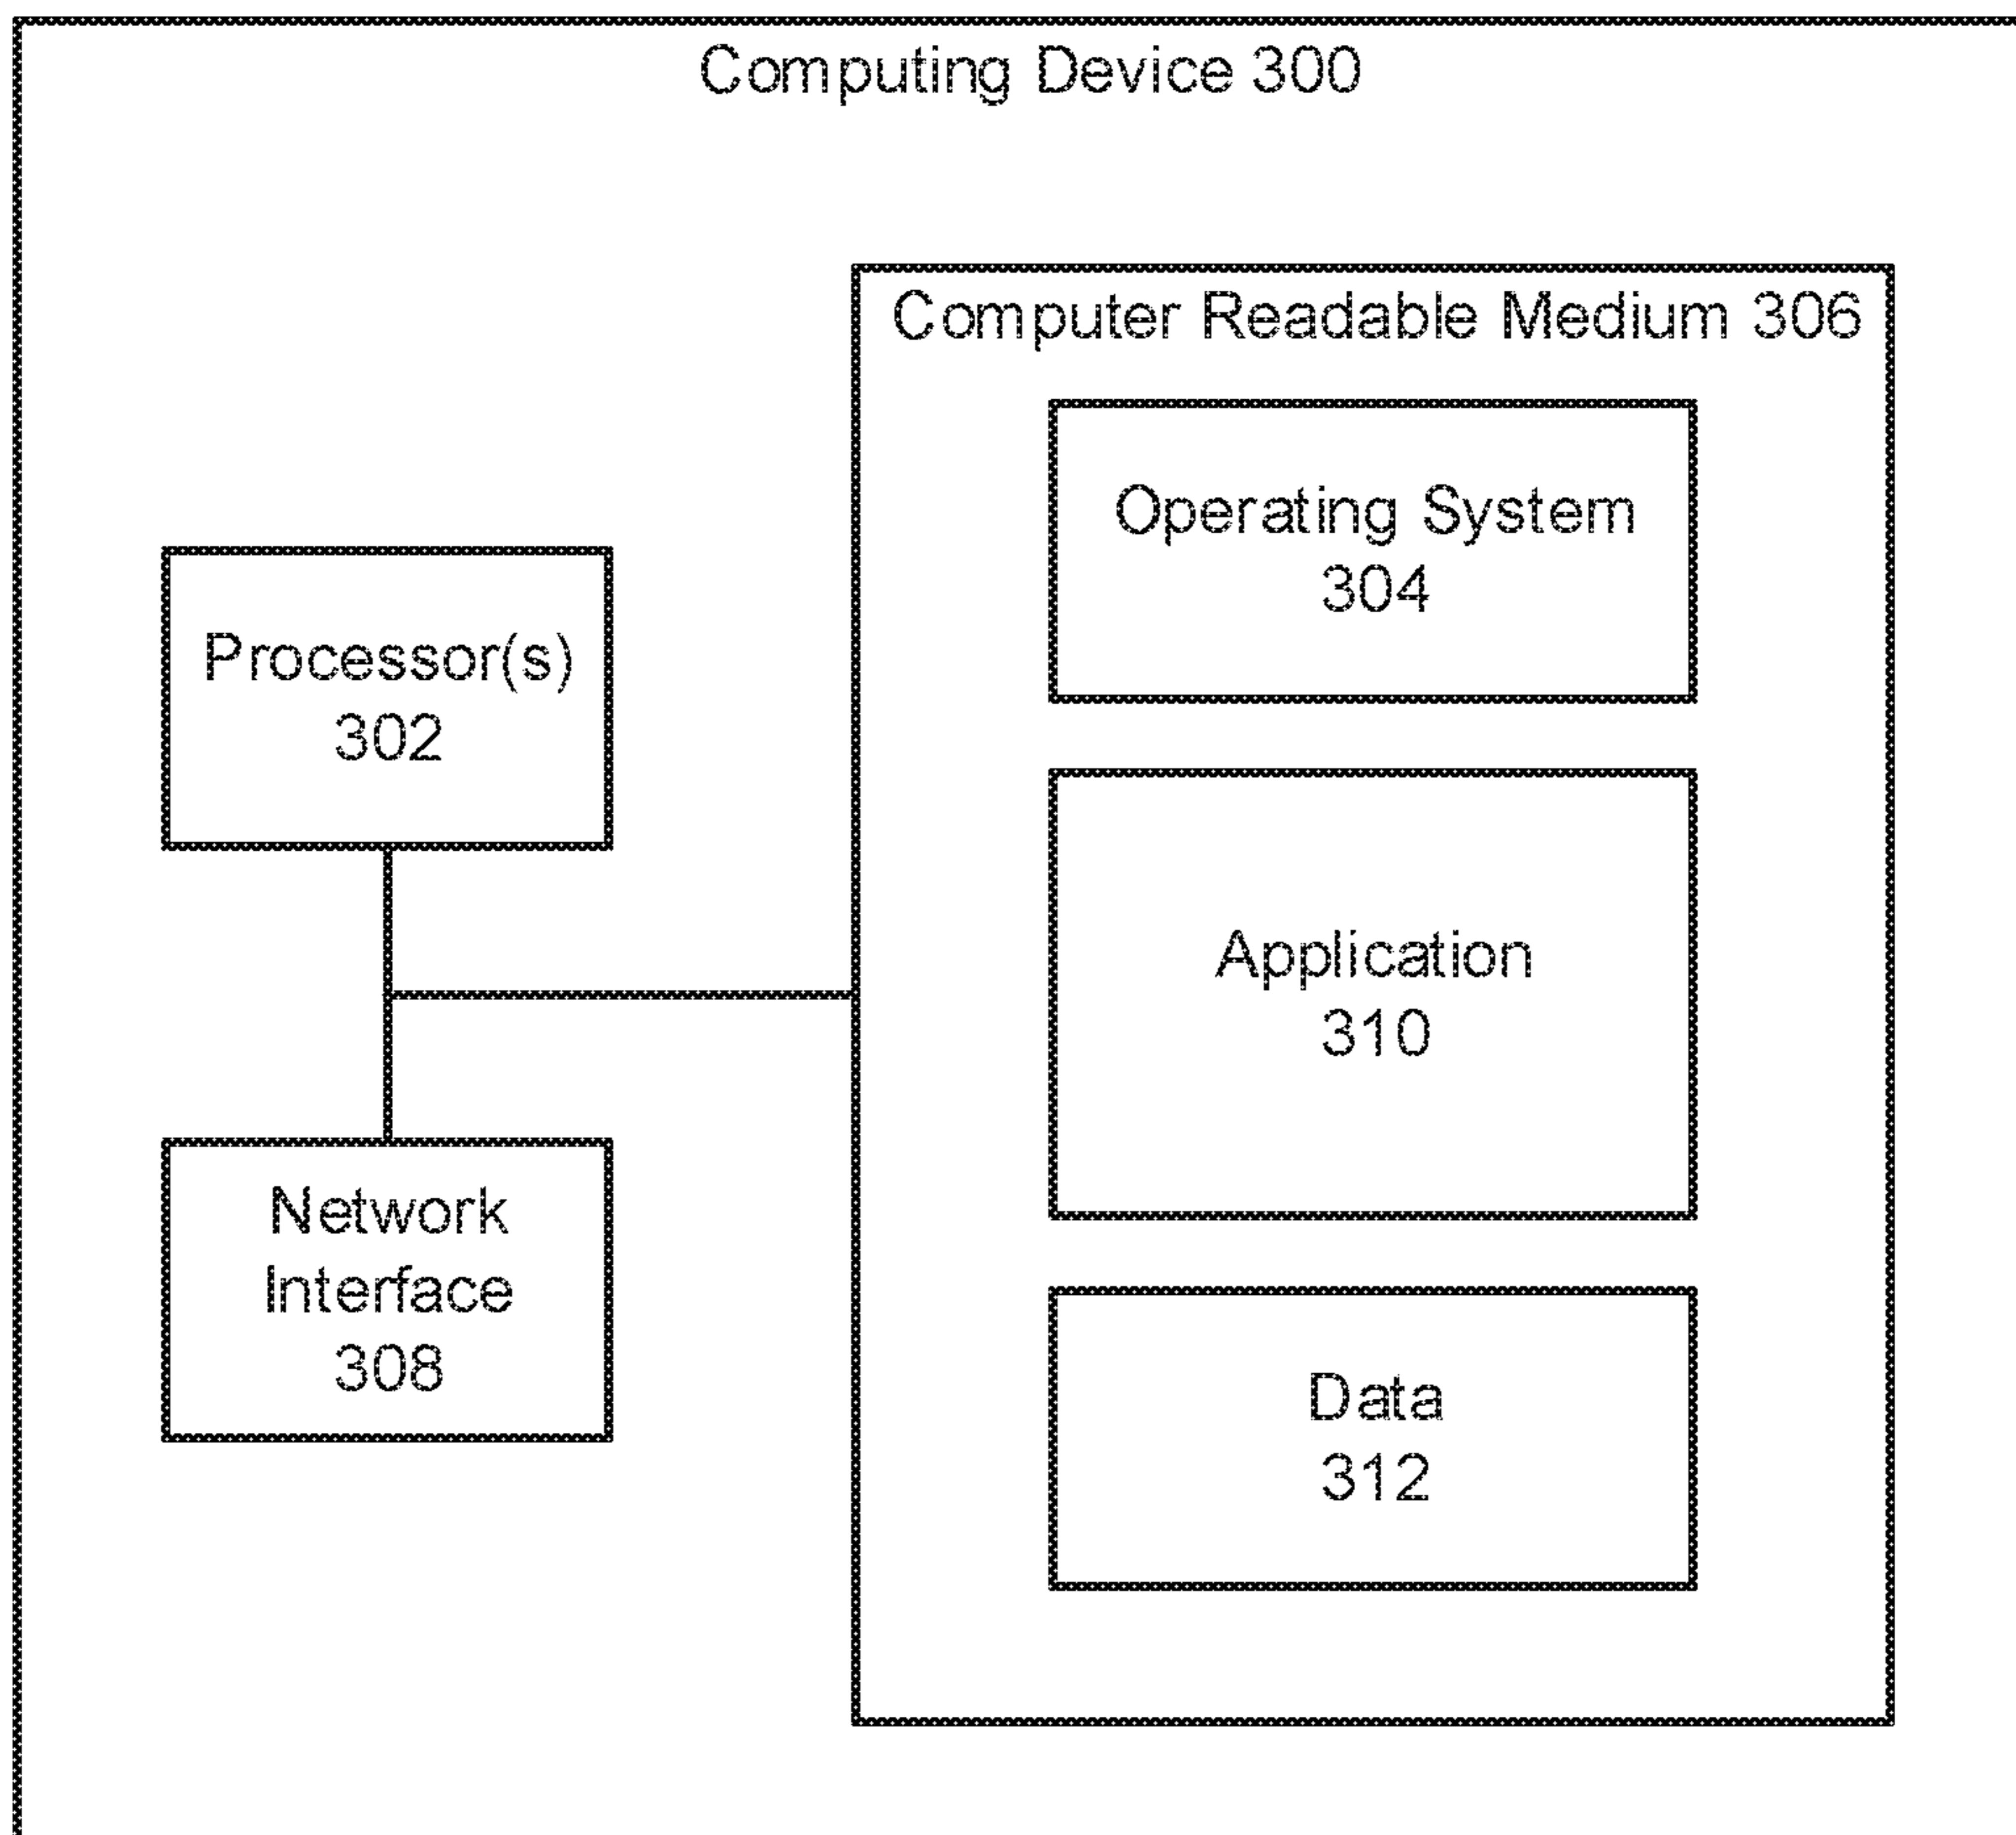 Computing Device 300
Computer Readable Medium 306
Operating System
304
Processor(s)
302
Application
310
Network
Interface
308
Data
312